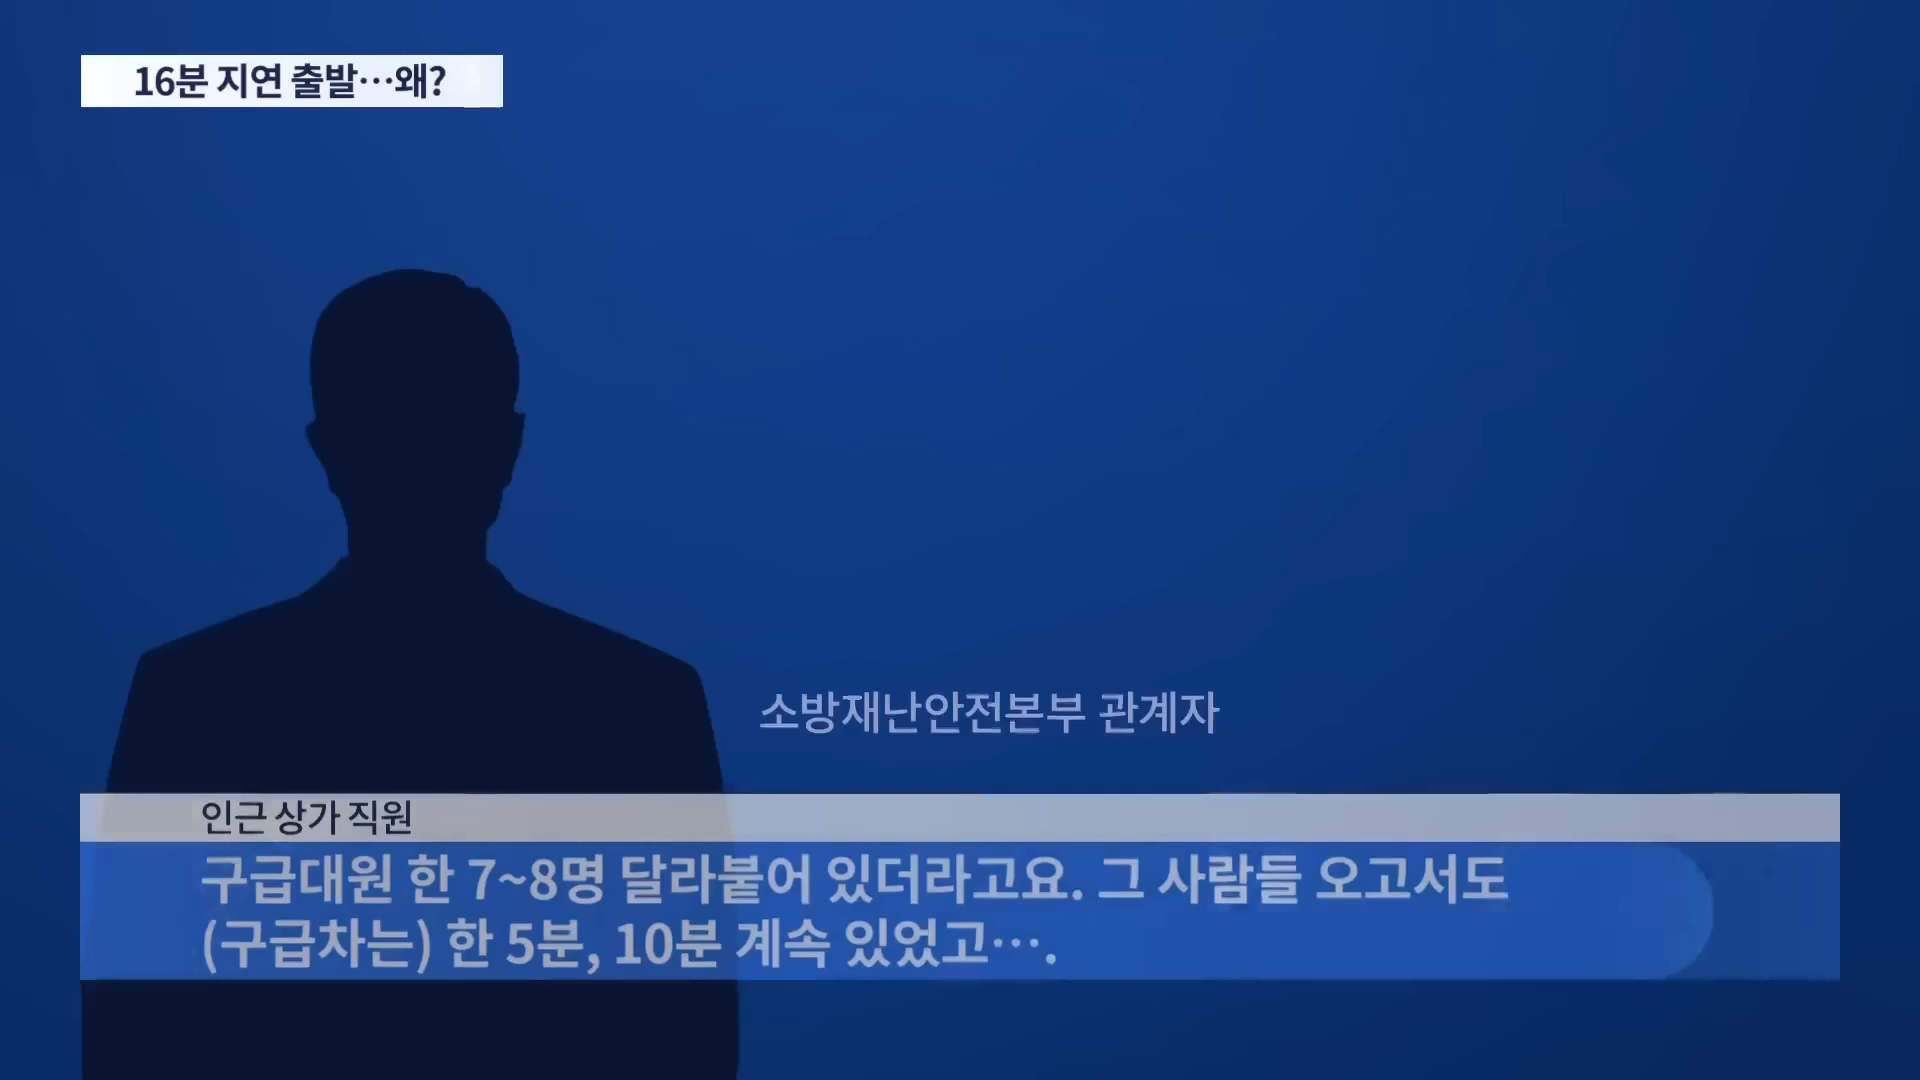 16분 지연 출발…왜?
소방재난안전본부 관계자
인근 상가 직원
구급대원 한 7~8명 달라붙어 있더라고요. 그 사람들 오고서도
(구급차는) 한 5분, 10분 계속 있었고….